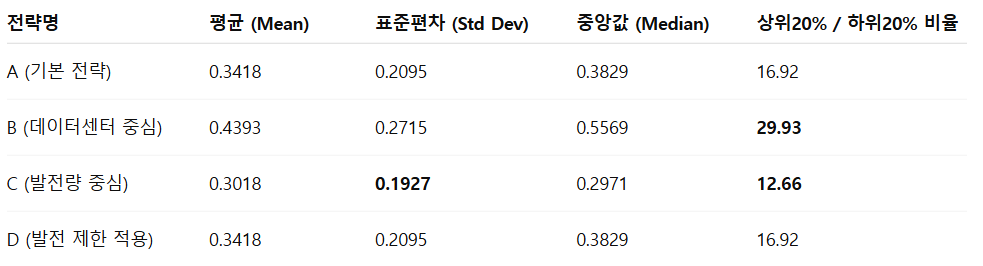 전략명 평균 (Mean) 표준편차 (Std Dev) 중앙값 (Median) 상위20% / 하위20% 비율
A (기본 전략) 0.3418 0.2095 0.3829 16.92
B (데이터센터 중심) 0.4393 0.2715 0.5569 29.93
C (발전량 중심) 0.3018 0.1927 0.2971 12.66
D (발전 제한 적용) 0.3418 0.2095 0.3829 16.92